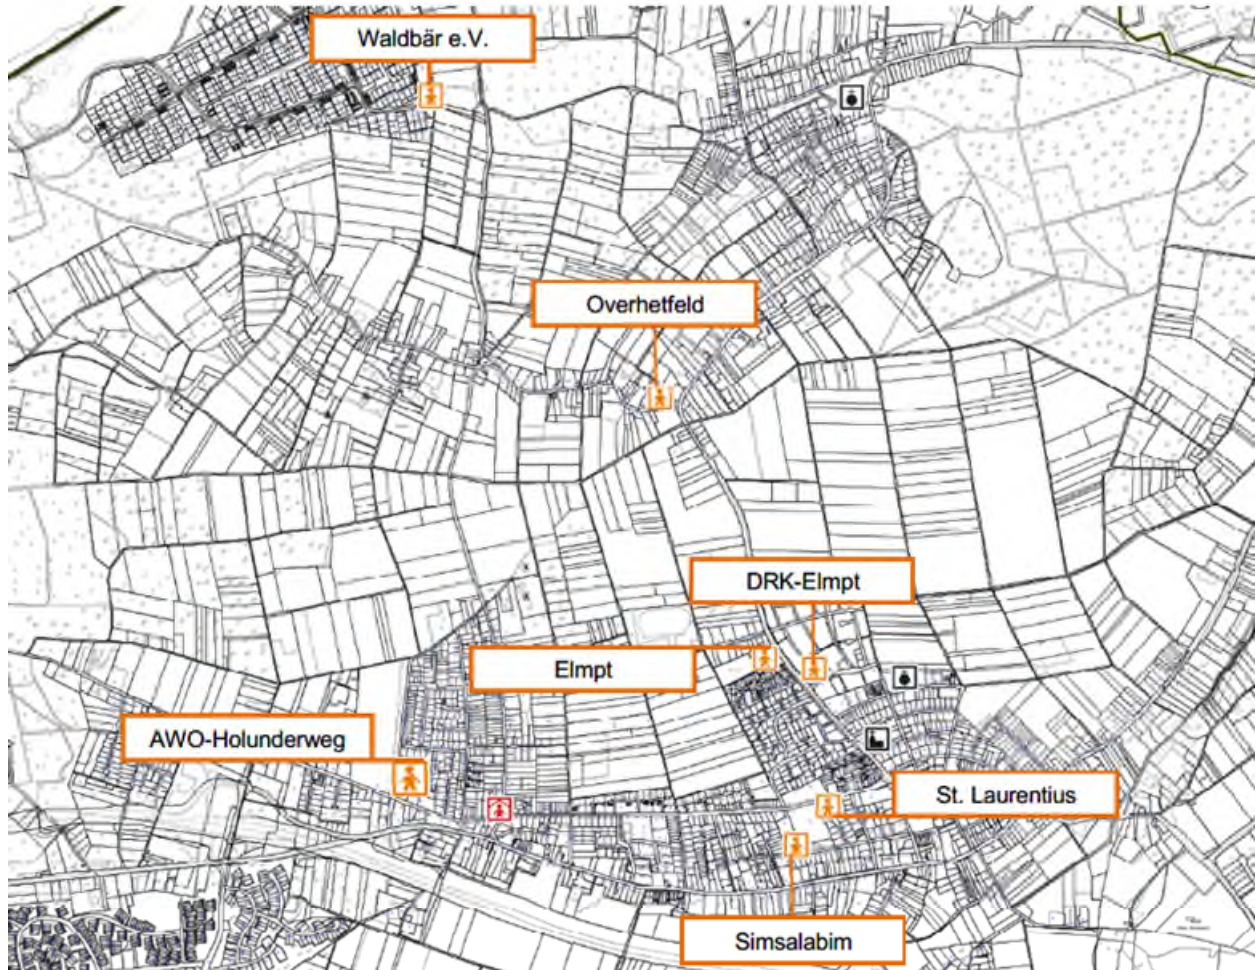 Waldbär e.V.
Overhetfeld
DRK-Elmpt
Elmpt
AWO-Holunderweg
St. Laurentius
Simsalabim